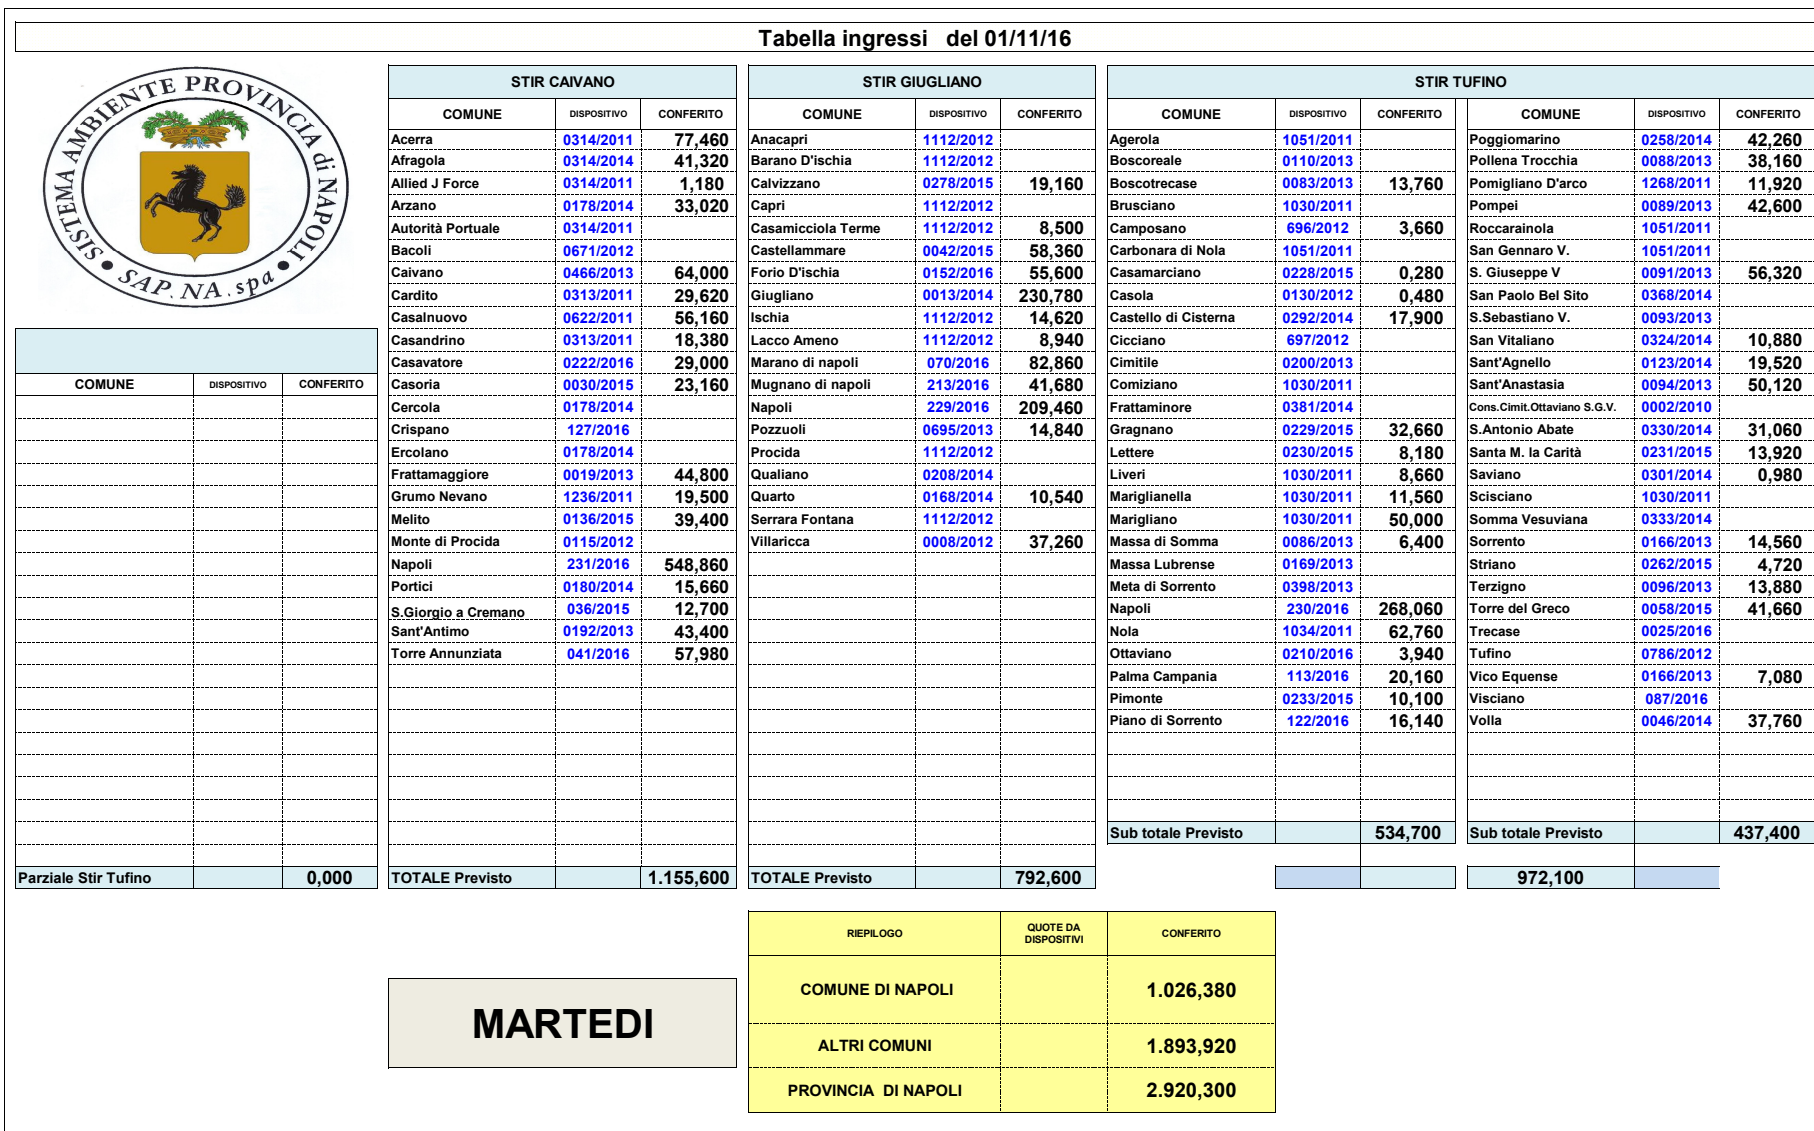 Tabella ingressi del 01/11/16
SISTEMA AMBIENTE PROVINCIA di NAPOLI
SAP.NA.spa
COMUNE DISPOSITIVO CONFERITO
Parziale Stir Tufino 0,000
STIR CAIVANO
COMUNE DISPOSITIVO CONFERITO
Acerra 0314/2011 77,460
Afragola 0314/2014 41,320
Allied J Force 0314/2011 1,180
Arzano 0178/2014 33,020
Autorità Portuale 0314/2011
Bacoli 0671/2012
Caivano 0466/2013 64,000
Cardito 0313/2011 29,620
Casalnuovo 0622/2011 56,160
Casandrino 0313/2011 18,380
Casavatore 0222/2016 29,000
Casoria 0030/2015 23,160
Cercola 0178/2014
Crispano 127/2016
Ercolano 0178/2014
Frattamaggiore 0019/2013 44,800
Grumo Nevano 1236/2011 19,500
Melito 0136/2015 39,400
Monte di Procida 0115/2012
Napoli 231/2016 548,860
Portici 0180/2014 15,660
S.Giorgio a Cremano 036/2015 12,700
Sant'Antimo 0192/2013 43,400
Torre Annunziata 041/2016 57,980
TOTALE Previsto 1.155,600
STIR GIUGLIANO
COMUNE DISPOSITIVO CONFERITO
Anacapri 1112/2012
Barano D'ischia 1112/2012
Calvizzano 0278/2015 19,160
Capri 1112/2012
Casamicciola Terme 1112/2012 8,500
Castellammare 0042/2015 58,360
Forio D'ischia 0152/2016 55,600
Giugliano 0013/2014 230,780
Ischia 1112/2012 14,620
Lacco Ameno 1112/2012 8,940
Marano di napoli 070/2016 82,860
Mugnano di napoli 213/2016 41,680
Napoli 229/2016 209,460
Pozzuoli 0695/2013 14,840
Procida 1112/2012
Qualiano 0208/2014
Quarto 0168/2014 10,540
Serrara Fontana 1112/2012
Villaricca 0008/2012 37,260
TOTALE Previsto 792,600
STIR TUFINO
COMUNE DISPOSITIVO CONFERITO
Agerola 1051/2011
Boscoreale 0110/2013
Boscotrecase 0083/2013 13,760
Brusciano 1030/2011
Camposano 696/2012 3,660
Carbonara di Nola 1051/2011
Casamarciano 0228/2015 0,280
Casola 0130/2012 0,480
Castello di Cisterna 0292/2014 17,900
Cicciano 697/2012
Cimitile 0200/2013
Comiziano 1030/2011
Frattaminore 0381/2014
Gragnano 0229/2015 32,660
Lettere 0230/2015 8,180
Liveri 1030/2011 8,660
Mariglianella 1030/2011 11,560
Marigliano 1030/2011 50,000
Massa di Somma 0086/2013 6,400
Massa Lubrense 0169/2013
Meta di Sorrento 0398/2013
Napoli 230/2016 268,060
Nola 1034/2011 62,760
Ottaviano 0210/2016 3,940
Palma Campania 113/2016 20,160
Pimonte 0233/2015 10,100
Piano di Sorrento 122/2016 16,140
Sub totale Previsto 534,700
COMUNE DISPOSITIVO CONFERITO
Poggiomarino 0258/2014 42,260
Pollena Trocchia 0088/2013 38,160
Pomigliano D'arco 1268/2011 11,920
Pompei 0089/2013 42,600
Roccarainola 1051/2011
San Gennaro V. 1051/2011
S. Giuseppe V 0091/2013 56,320
San Paolo Bel Sito 0368/2014
S.Sebastiano V. 0093/2013
San Vitaliano 0324/2014 10,880
Sant'Agnello 0123/2014 19,520
Sant'Anastasia 0094/2013 50,120
Cons.Cimit.Ottaviano S.G.V. 0002/2010
S.Antonio Abate 0330/2014 31,060
Santa M. la Carità 0231/2015 13,920
Saviano 0301/2014 0,980
Scisciano 1030/2011
Somma Vesuviana 0333/2014
Sorrento 0166/2013 14,560
Striano 0262/2015 4,720
Terzigno 0096/2013 13,880
Torre del Greco 0058/2015 41,660
Trecase 0025/2016
Tufino 0786/2012
Vico Equense 0166/2013 7,080
Visciano 087/2016
Volla 0046/2014 37,760
Sub totale Previsto 437,400
972,100
MARTEDI
RIEPILOGO QUOTE DA DISPOSITIVI CONFERITO
COMUNE DI NAPOLI 1.026,380
ALTRI COMUNI 1.893,920
PROVINCIA DI NAPOLI 2.920,300